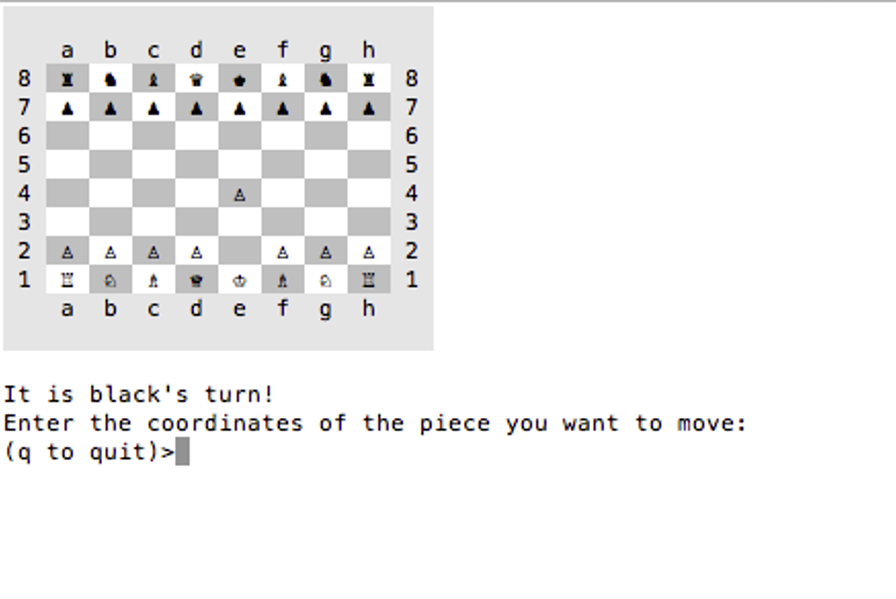 a b c d e f g h
8 ♜ ♞ ♝ ♛ ♚ ♝ ♞ ♜ 8
7 ♟ ♟ ♟ ♟ ♟ ♟ ♟ ♟ 7
6 6
5 5
4 ♙ 4
3 3
2 ♙ ♙ ♙ ♙ ♙ ♙ ♙ 2
1 ♖ ♘ ♗ ♛ ♔ ♗ ♘ ♖ 1
a b c d e f g h
It is black's turn!
Enter the coordinates of the piece you want to move:
(q to quit)>